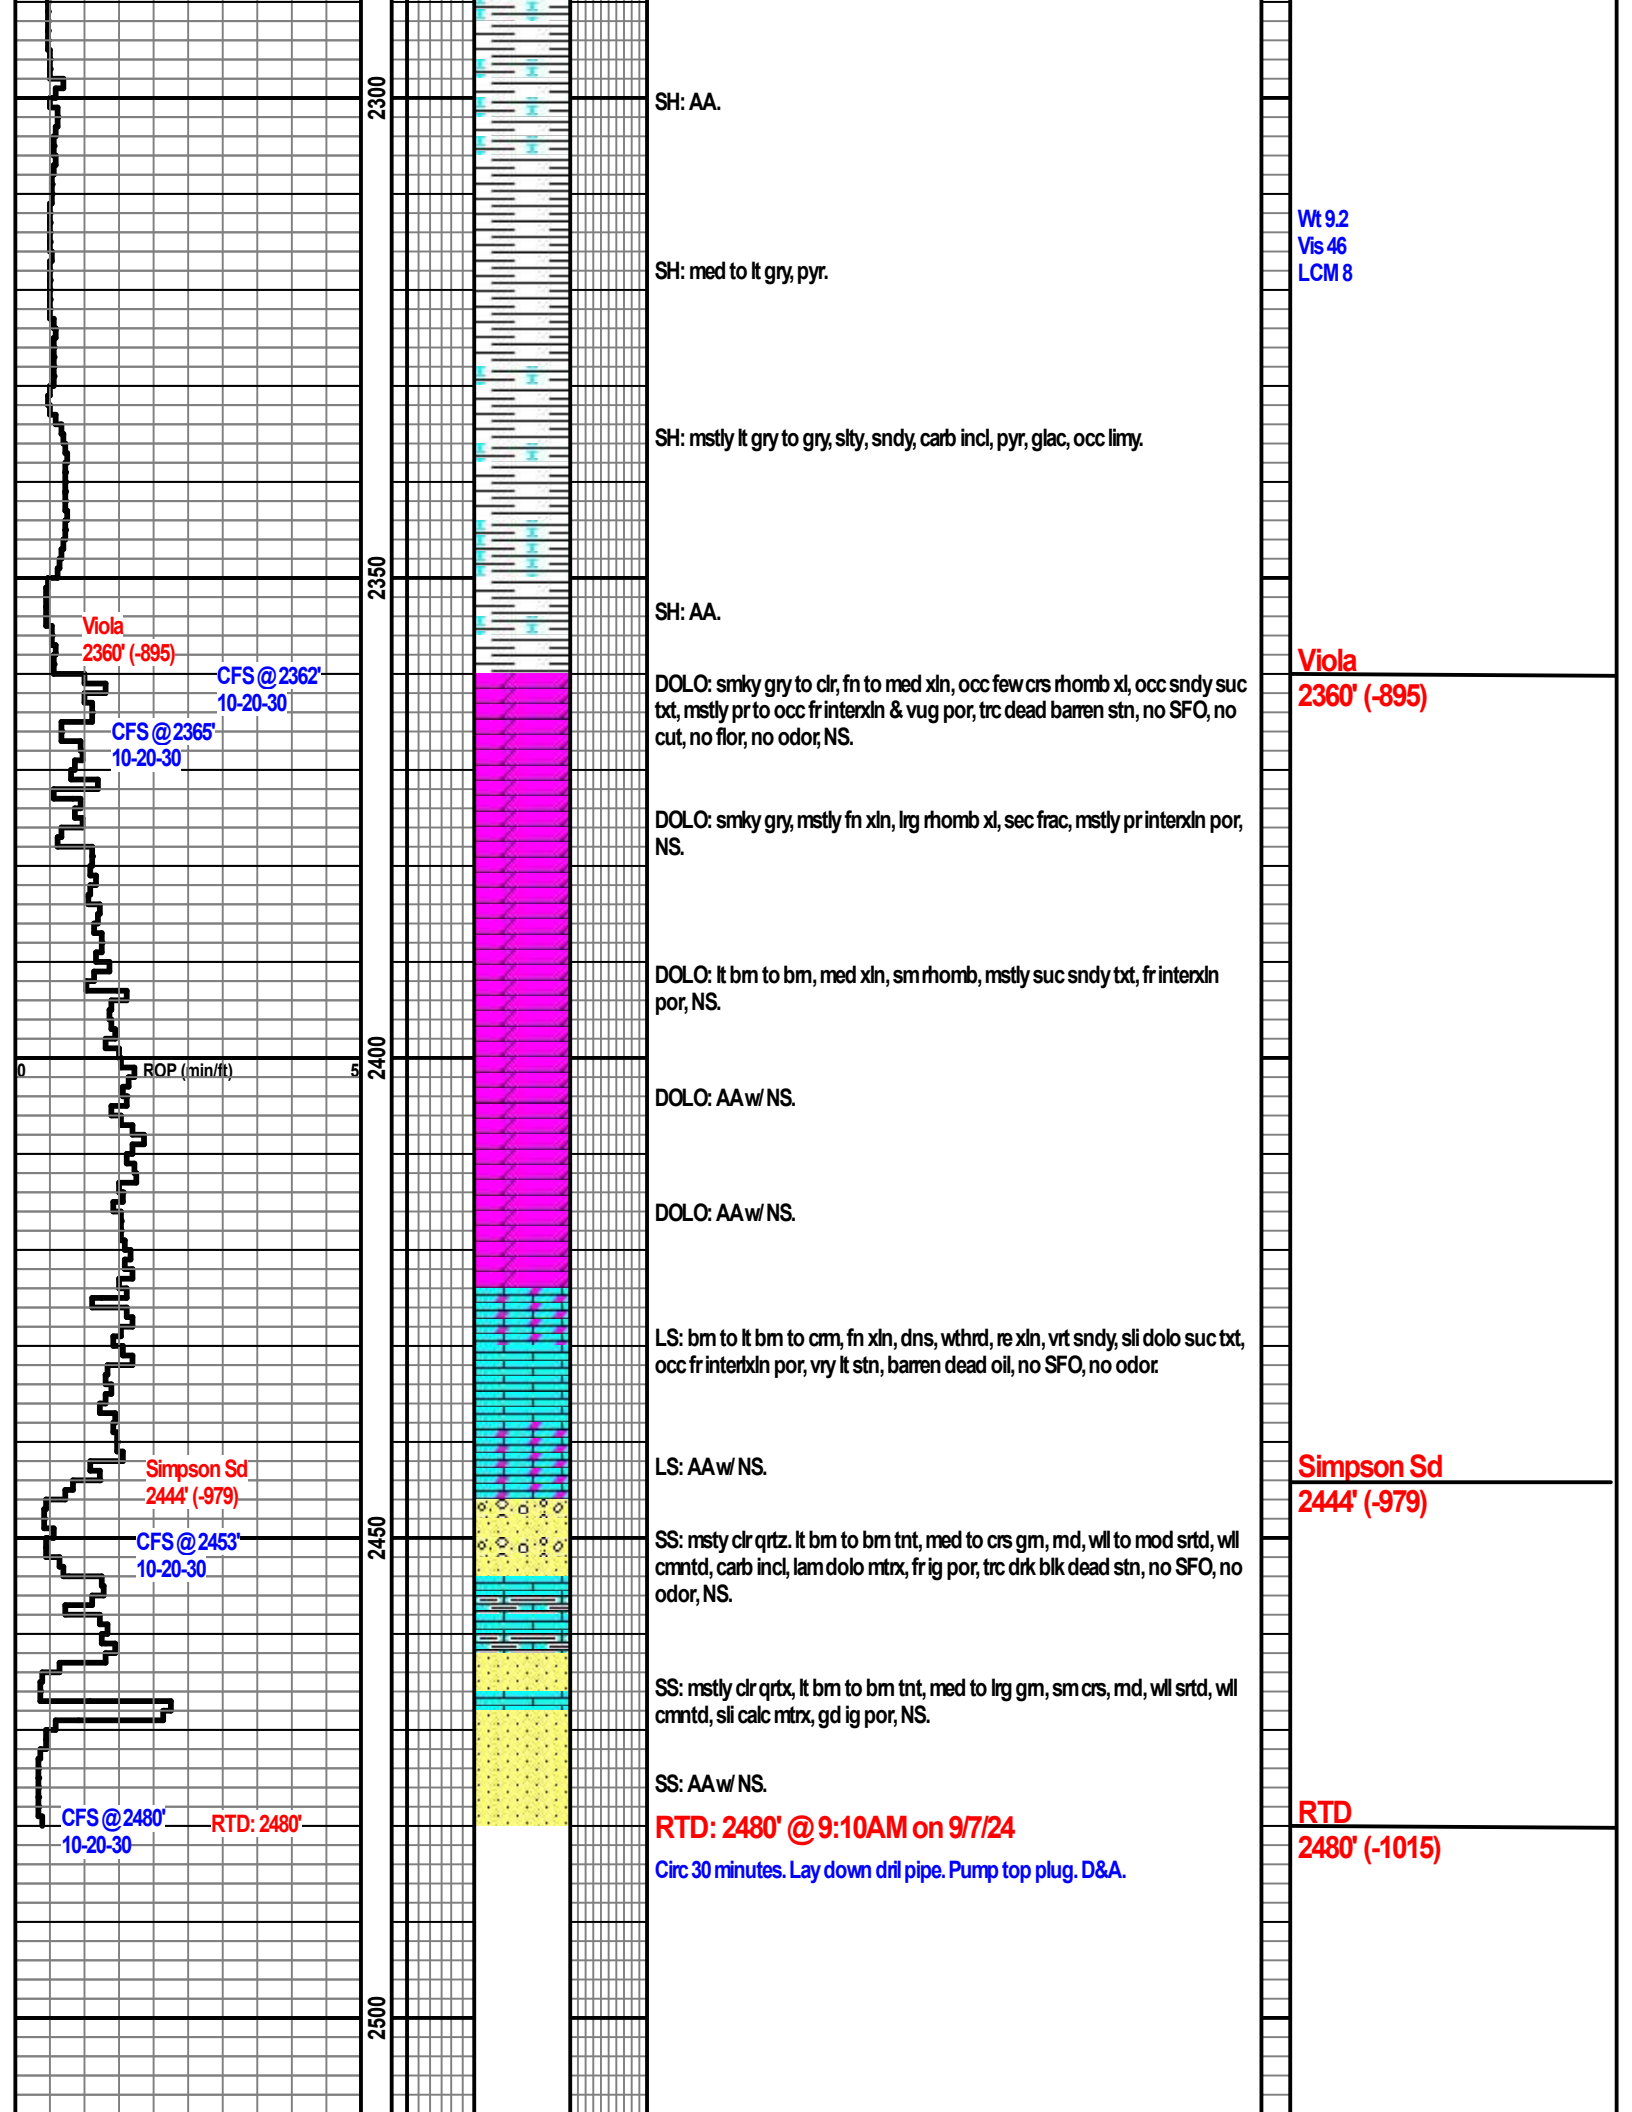 2300
SH: AA.
Wt 9.2
Vis 46
LCM 8
SH: med to lt gry, pyr.
SH: mstly lt gry to gry, slty, sndy, carb incl, pyr, glac, occ limy.
2350
SH: AA.
Viola
2360' (-895)
CFS @ 2362'
10-20-30
CFS @ 2365'
10-20-30
Viola
2360' (-895)
DOLO: smky gry to clr, fn to med xln, occ few crs rhomb xl, occ sndy suc
txt, mstly pr to occ fr interxln & vug por, trc dead barren stn, no SFO, no
cut, no flor, no odor, NS.
DOLO: smky gry, mstly fn xln, lrg rhomb xl, sec frac, mstly pr interxln por,
NS.
DOLO: lt brn to brn, med xln, sm rhomb, mstly suc sndy txt, fr interxln
por, NS.
2400
0 ROP (min/ft) 5
DOLO: AA w/ NS.
DOLO: AA w/ NS.
LS: brn to lt brn to crm, fn xln, dns, wthrd, re xln, vrt sndy, sli dolo suc txt,
occ fr interlxln por, vry lt stn, barren dead oil, no SFO, no odor.
LS: AA w/ NS.
Simpson Sd
2444' (-979)
Simpson Sd
2444' (-979)
2450
CFS @ 2453'
10-20-30
SS: msty clr qrtz. lt brn to brn tnt, med to crs grn, rnd, wll to mod srtd, wll
cmntd, carb incl, lam dolo mtrx, fr ig por, trc drk blk dead stn, no SFO, no
odor, NS.
SS: mstly clr qrtx, lt brn to brn tnt, med to lrg grn, sm crs, rnd, wll srtd, wll
cmntd, sli calc mtrx, gd ig por, NS.
SS: AA w/ NS.
CFS @ 2480'
10-20-30
RTD: 2480'
RTD: 2480' @ 9:10AM on 9/7/24
Circ 30 minutes. Lay down dril pipe. Pump top plug. D&A.
RTD
2480' (-1015)
2500